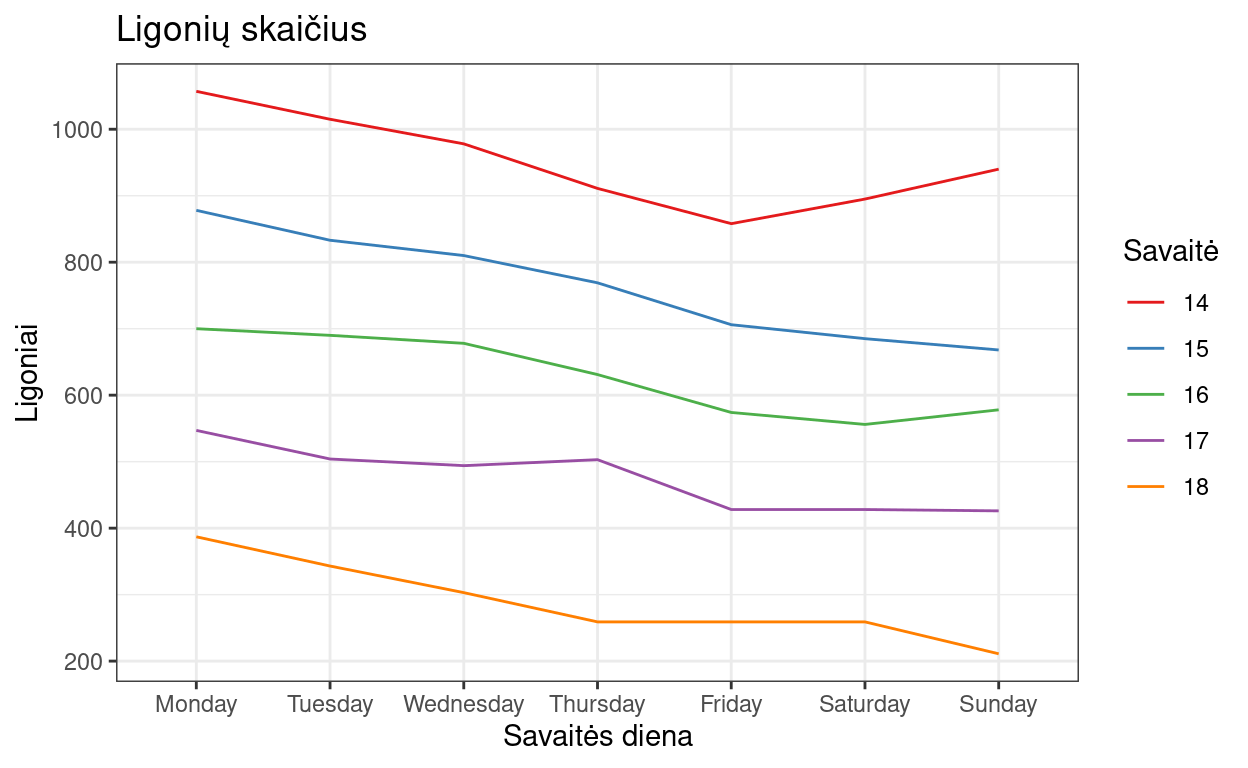 Ligonių skaičius
Ligoniai
1000
800
600
400
200
Monday Tuesday Wednesday Thursday Friday Saturday Sunday
Savaitės diena
Savaitė
14
15
16
17
18